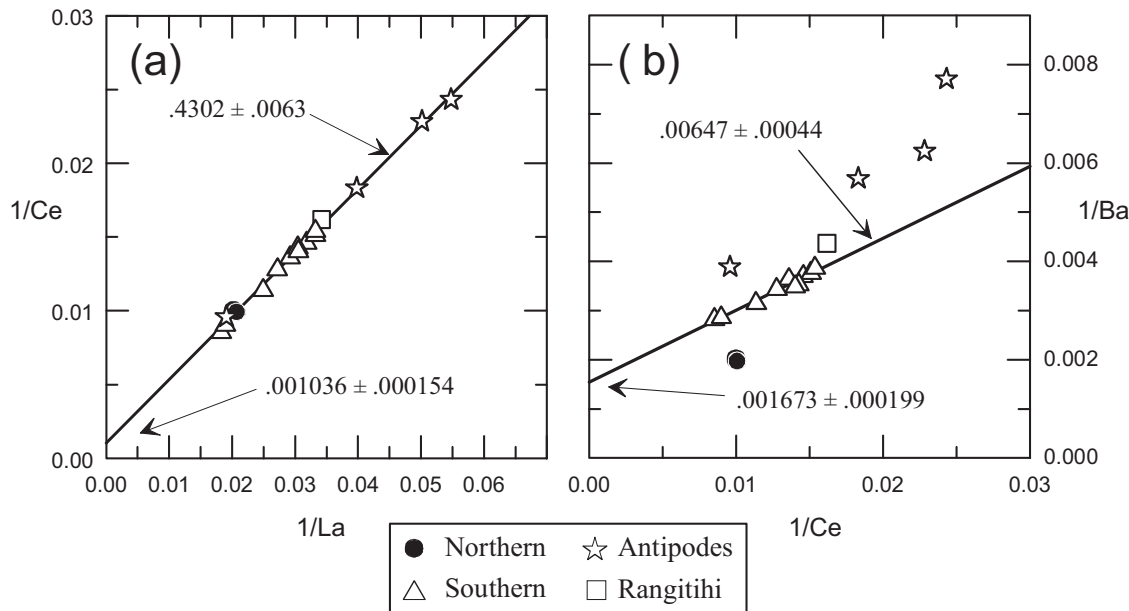 (a)
0.03
0.02
0.01
0.00
1/Ce
.4302 ± .0063
.001036 ± .000154
0.00 0.01 0.02 0.03 0.04 0.05 0.06
1/La
( b )
0.008
0.006
0.004
0.002
0.000
1/Ba
.00647 ± .00044
.001673 ± .000199
0.00 0.01 0.02 0.03
1/Ce
Northern Antipodes
Southern Rangitihi